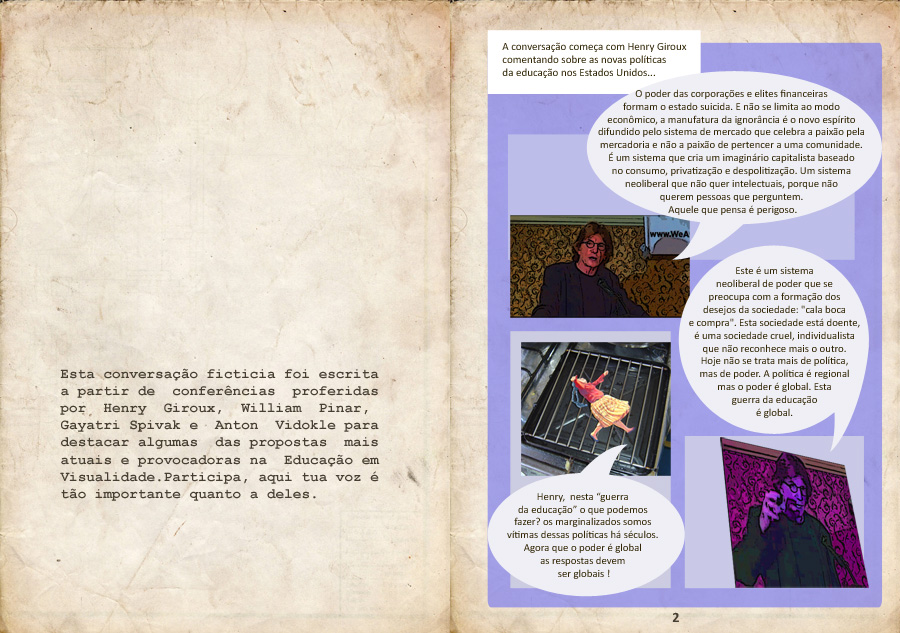 Esta conversação ficticia foi escrita
a partir de conferências proferidas
por Henry Giroux, William Pinar,
Gayatri Spivak e Anton Vidokle para
destacar algumas das propostas mais
atuais e provocadoras na Educação em
Visualidade.Participa, aqui tua voz é
tão importante quanto a deles.
A conversação começa com Henry Giroux
comentando sobre as novas políticas
da educação nos Estados Unidos...
O poder das corporações e elites financeiras
formam o estado suicida. E não se limita ao modo
econômico, a manufatura da ignorância é o novo espírito
difundido pelo sistema de mercado que celebra a paixão pela
mercadoria e não a paixão de pertencer a uma comunidade.
É um sistema que cria um imaginário capitalista baseado
no consumo, privatização e despolitização. Um sistema
neoliberal que não quer intelectuais, porque não
querem pessoas que perguntem.
Aquele que pensa é perigoso.
www.WeA
Este é um sistema
neoliberal de poder que se
preocupa com a formação dos
desejos da sociedade: "cala boca
e compra". Esta sociedade está doente,
é uma sociedade cruel, individualista
que não reconhece mais o outro.
Hoje não se trata mais de política,
mas de poder. A política é regional
mas o poder é global. Esta
guerra da educação
é global.
Henry, nesta “guerra
da educação” o que podemos
fazer? os marginalizados somos
vítimas dessas políticas há séculos.
Agora que o poder é global
as respostas devem
ser globais !
2